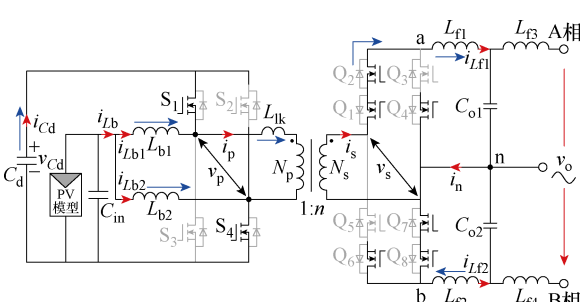 a
L_f1
L_f3
A相
i_Lf1
Q_2
Q_3
Q_1
Q_4
C_o1
S_1
S_2
i_Cd
i_Lb
L_b1
i_Lb1
L_lk
i_p
i_s
v_Cd
C_d
PV
模型
C_in
i_Lb2
L_b2
v_p
N_p
N_s
1:n
v_s
i_n
n
v_o
S_3
S_4
Q_5
Q_7
Q_6
Q_8
C_o2
i_Lf2
b
L_f2
L_f4
B相